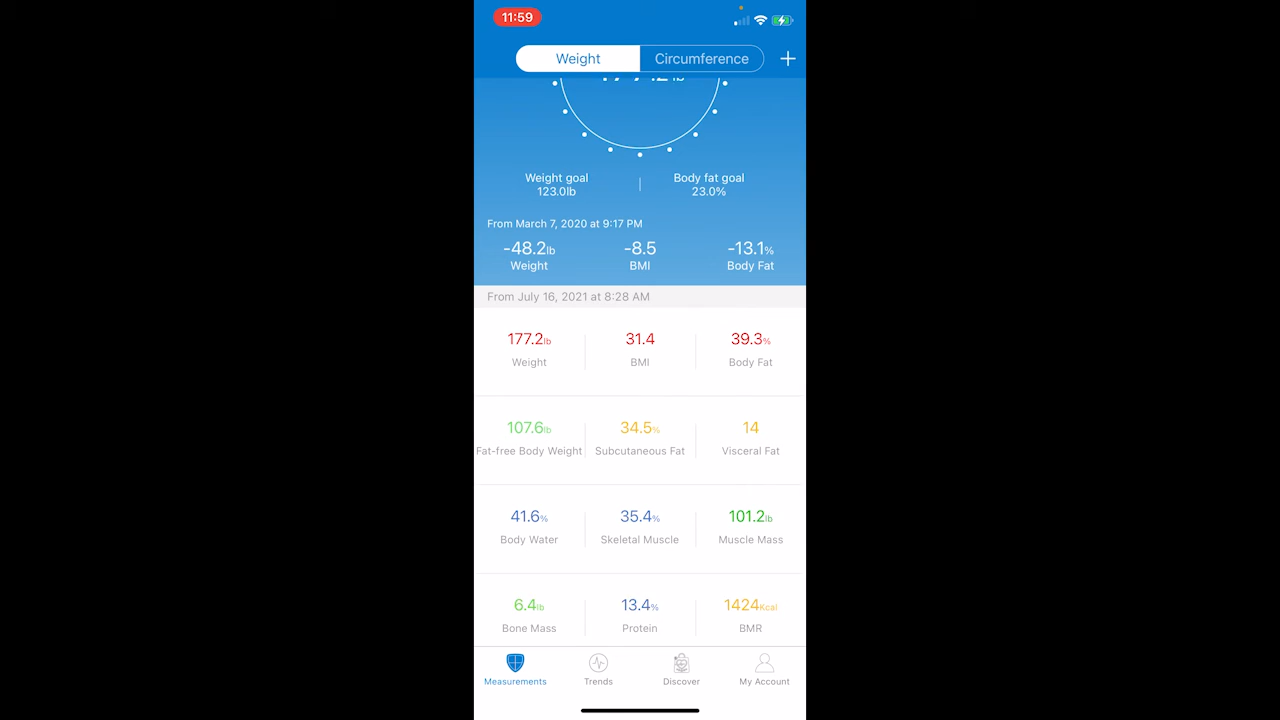 11:59
Weight Circumference +
Weight goal Body fat goal
123.0lb 23.0%
From March 7, 2020 at 9:17 PM
-48.2lb -8.5 -13.1%
Weight BMI Body Fat
From July 16, 2021 at 8:28 AM
177.2lb 31.4 39.3%
Weight BMI Body Fat
107.6lb 34.5% 14
Fat-free Body Weight Subcutaneous Fat Visceral Fat
41.6% 35.4% 101.2lb
Body Water Skeletal Muscle Muscle Mass
6.4lb 13.4% 1424Kcal
Bone Mass Protein BMR
Measurements Trends Discover My Account